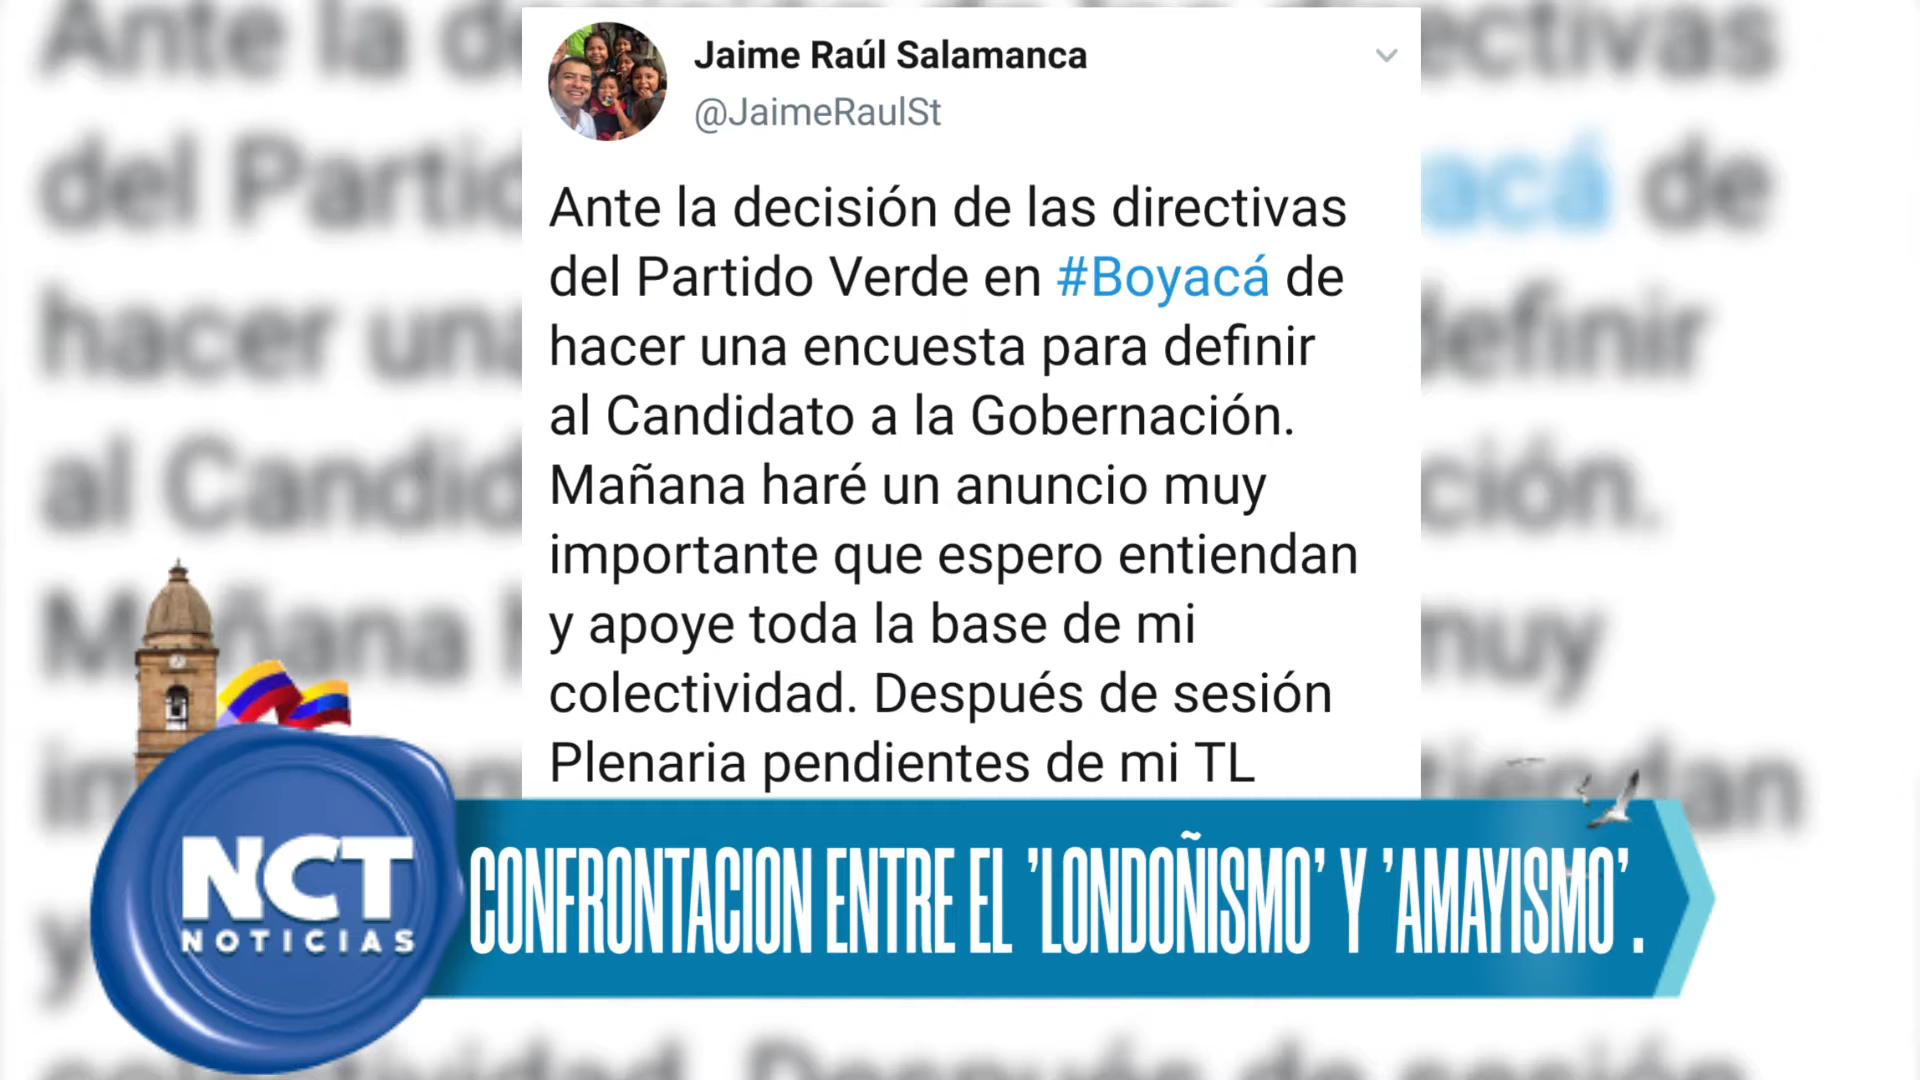 Jaime Raúl Salamanca
@JaimeRaulSt
Ante la decisión de las directivas
del Partido Verde en #Boyacá de
hacer una encuesta para definir
al Candidato a la Gobernación.
Mañana haré un anuncio muy
importante que espero entiendan
y apoye toda la base de mi
colectividad. Después de sesión
Plenaria pendientes de mi TL
NCT
NOTICIAS
CONFRONTACION ENTRE EL 'LONDOÑISMO' Y 'AMAYISMO'.